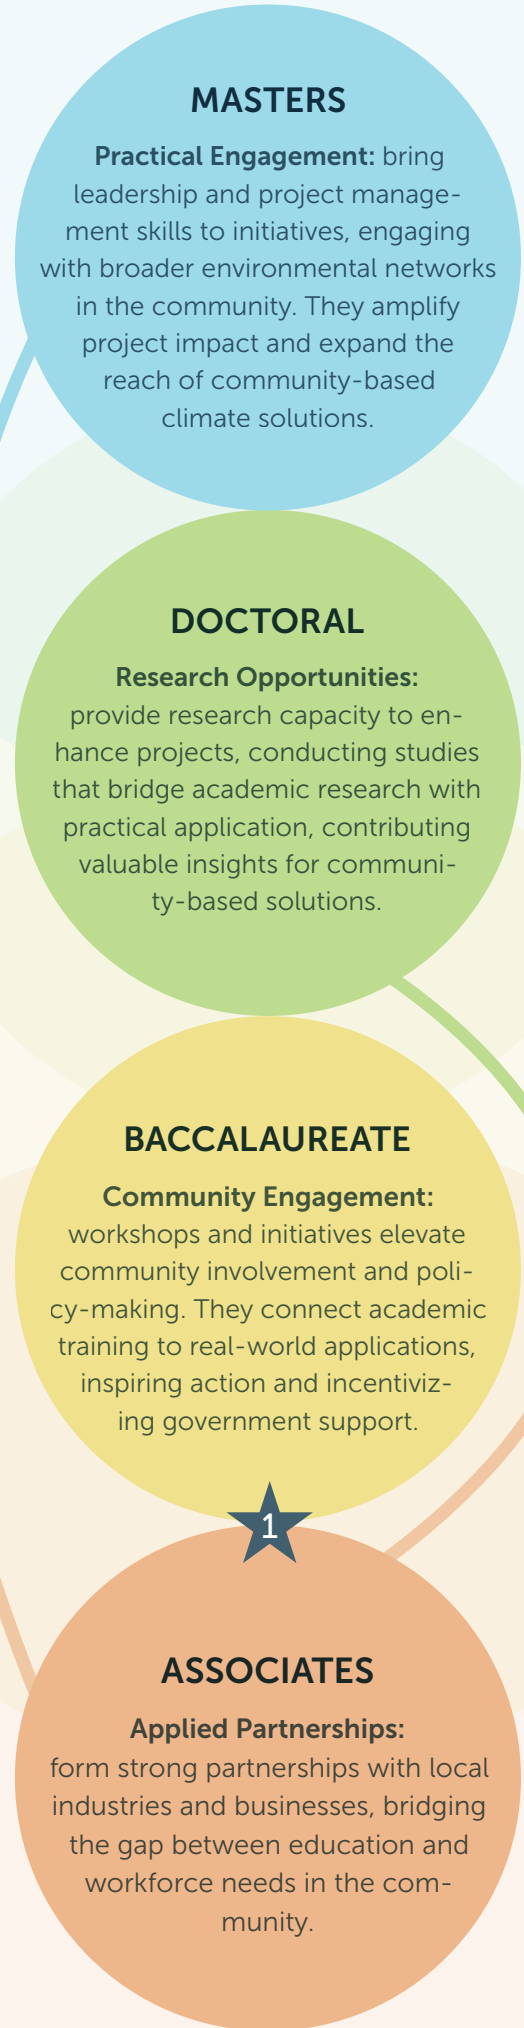 MASTERS
Practical Engagement: bring
leadership and project manage-
ment skills to initiatives, engaging
with broader environmental networks
in the community. They amplify
project impact and expand the
reach of community-based
climate solutions.
DOCTORAL
Research Opportunities:
provide research capacity to en-
hance projects, conducting studies
that bridge academic research with
practical application, contributing
valuable insights for communi-
ty-based solutions.
BACCALAUREATE
Community Engagement:
workshops and initiatives elevate
community involvement and poli-
cy-making. They connect academic
training to real-world applications,
inspiring action and incentiviz-
ing government support.
1
ASSOCIATES
Applied Partnerships:
form strong partnerships with local
industries and businesses, bridging
the gap between education and
workforce needs in the com-
munity.